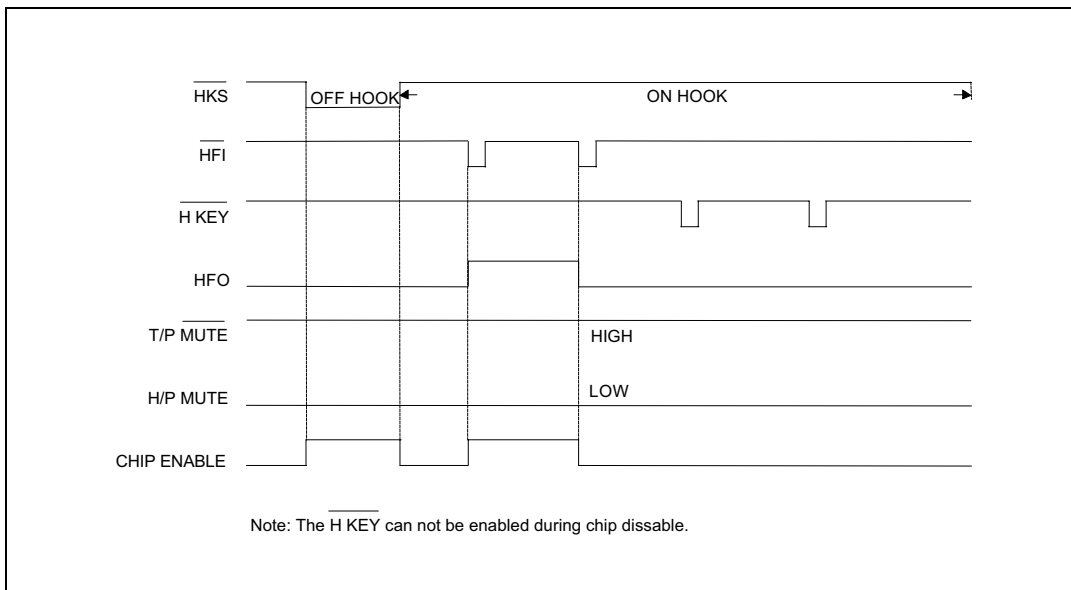 HKS
OFF HOOK
ON HOOK
HFI
H KEY
HFO
T/P MUTE
HIGH
H/P MUTE
LOW
CHIP ENABLE
Note: The H KEY can not be enabled during chip dissable.